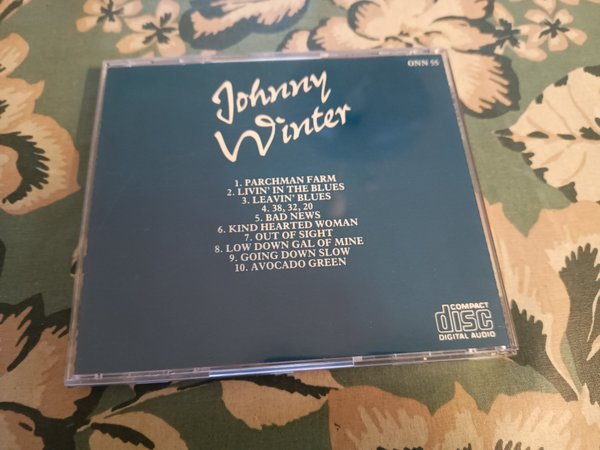 ONN 55
Johnny
Winter
1. PARCHMAN FARM
2. LIVIN' IN THE BLUES
3. LEAVIN' BLUES
4. 38, 32, 20
5. BAD NEWS
6. KIND HEARTED WOMAN
7. OUT OF SIGHT
8. LOW DOWN GAL OF MINE
9. GOING DOWN SLOW
10. AVOCADO GREEN
COMPACT
disc
DIGITAL AUDIO